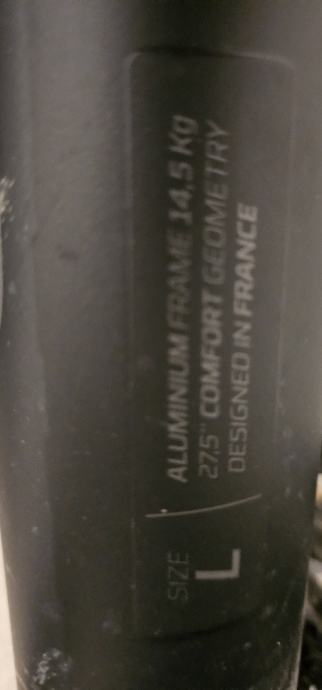 SIZE
L
ALUMINIUM FRAME 14,5 Kg
27,5" COMFORT GEOMETRY
DESIGNED IN FRANCE